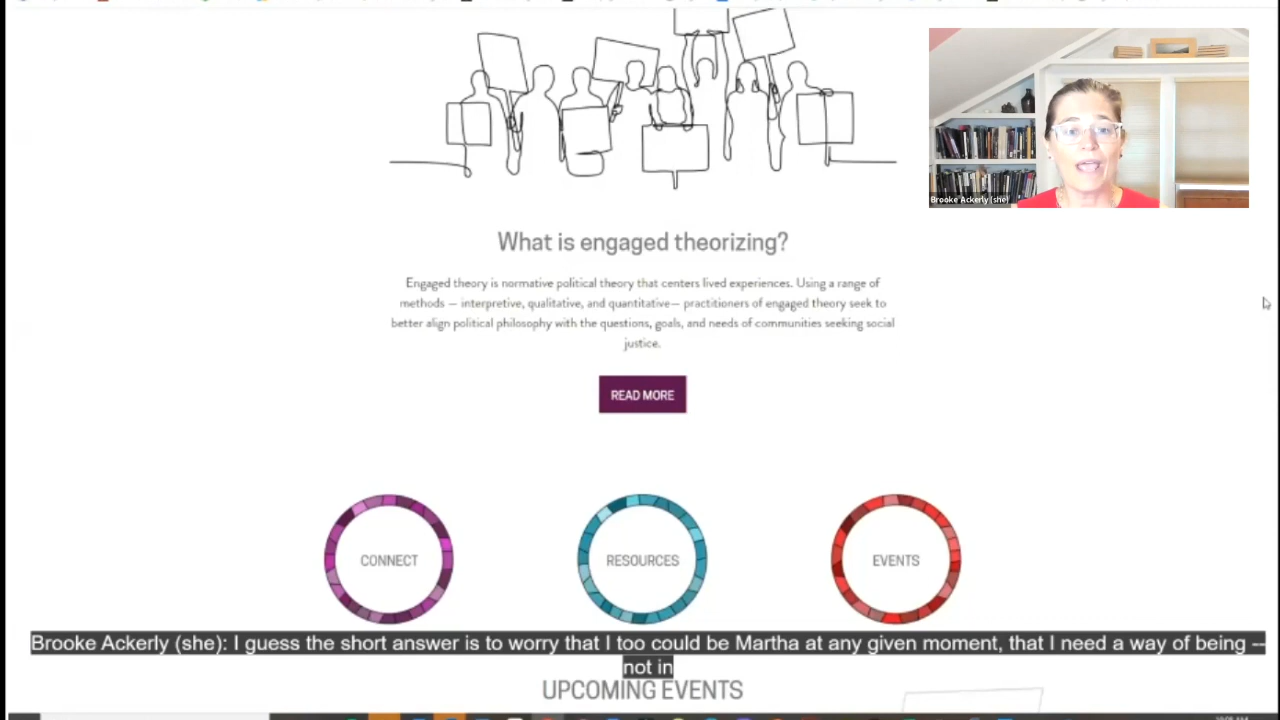 Brooke Ackerly (she)
What is engaged theorizing?
Engaged theory is normative political theory that centers lived experiences. Using a range of
methods — interpretive, qualitative, and quantitative— practitioners of engaged theory seek to
better align political philosophy with the questions, goals, and needs of communities seeking social
justice.
READ MORE
CONNECT
RESOURCES
EVENTS
Brooke Ackerly (she): I guess the short answer is to worry that I too could be Martha at any given moment, that I need a way of being --
not in
UPCOMING EVENTS